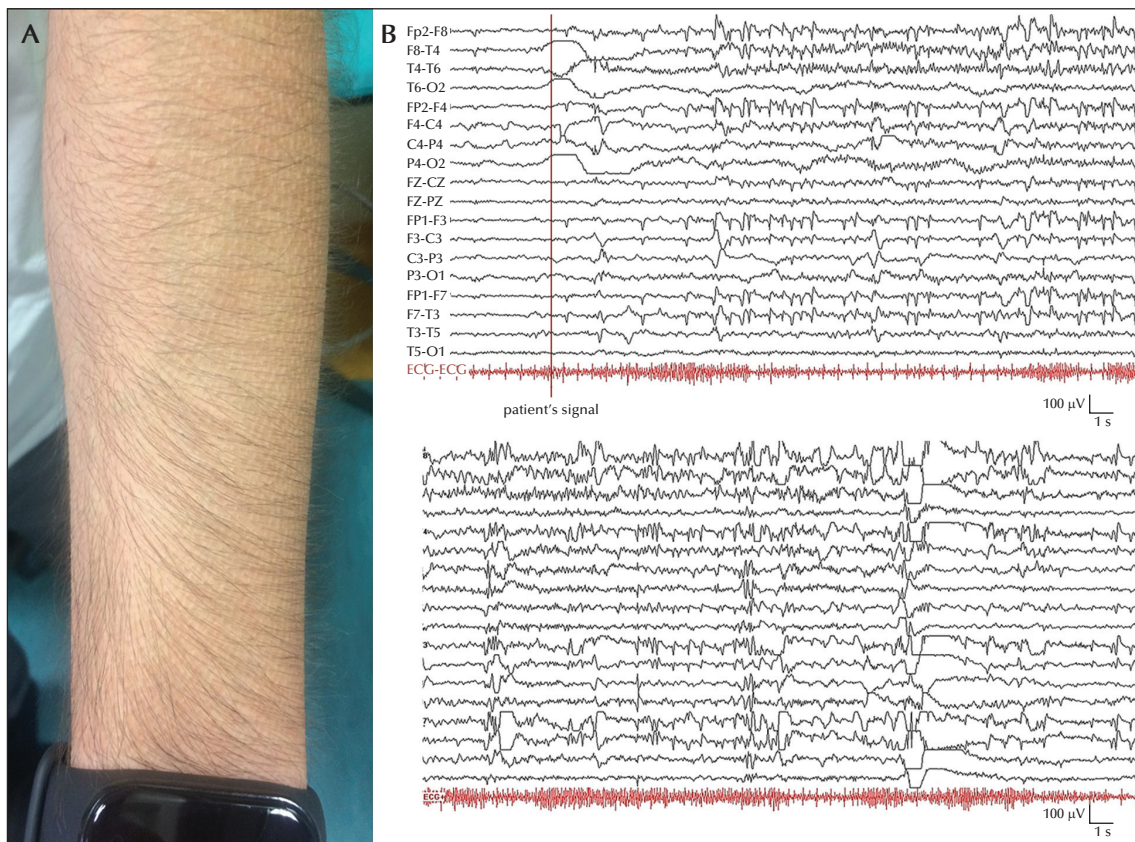 A
B
Fp2-F8
F8-T4
T4-T6
T6-O2
FP2-F4
F4-C4
C4-P4
P4-O2
FZ-CZ
FZ-PZ
FP1-F3
F3-C3
C3-P3
P3-O1
FP1-F7
F7-T3
T3-T5
T5-O1
ECG-ECG
patient's signal
100 µV
1 s
ECG
100 µV
1 s